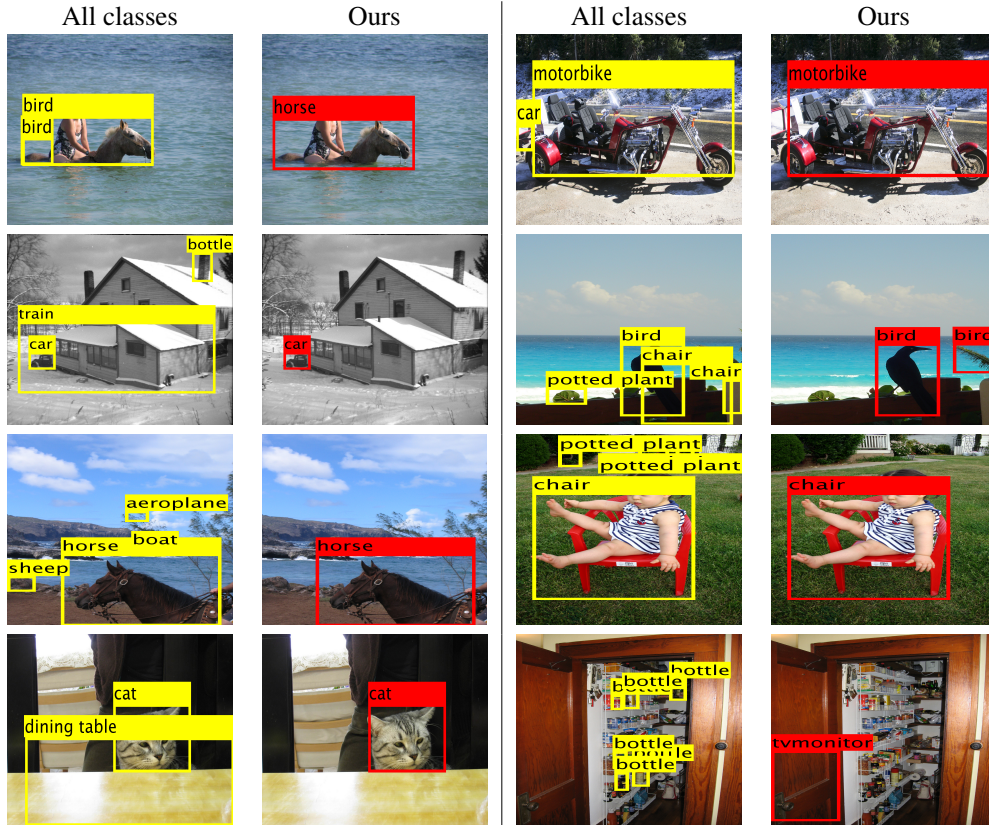 All classes
Ours
All classes
Ours
bird
bird
horse
motorbike
car
motorbike
bottle
train
car
car
bird
chair
chair
potted plant
bird
bird
aeroplane
boat
horse
sheep
horse
potted plant
potted plant
chair
chair
cat
dining table
cat
bottle
bottle
bottle
bottle
bottle
bottle
tvmonitor